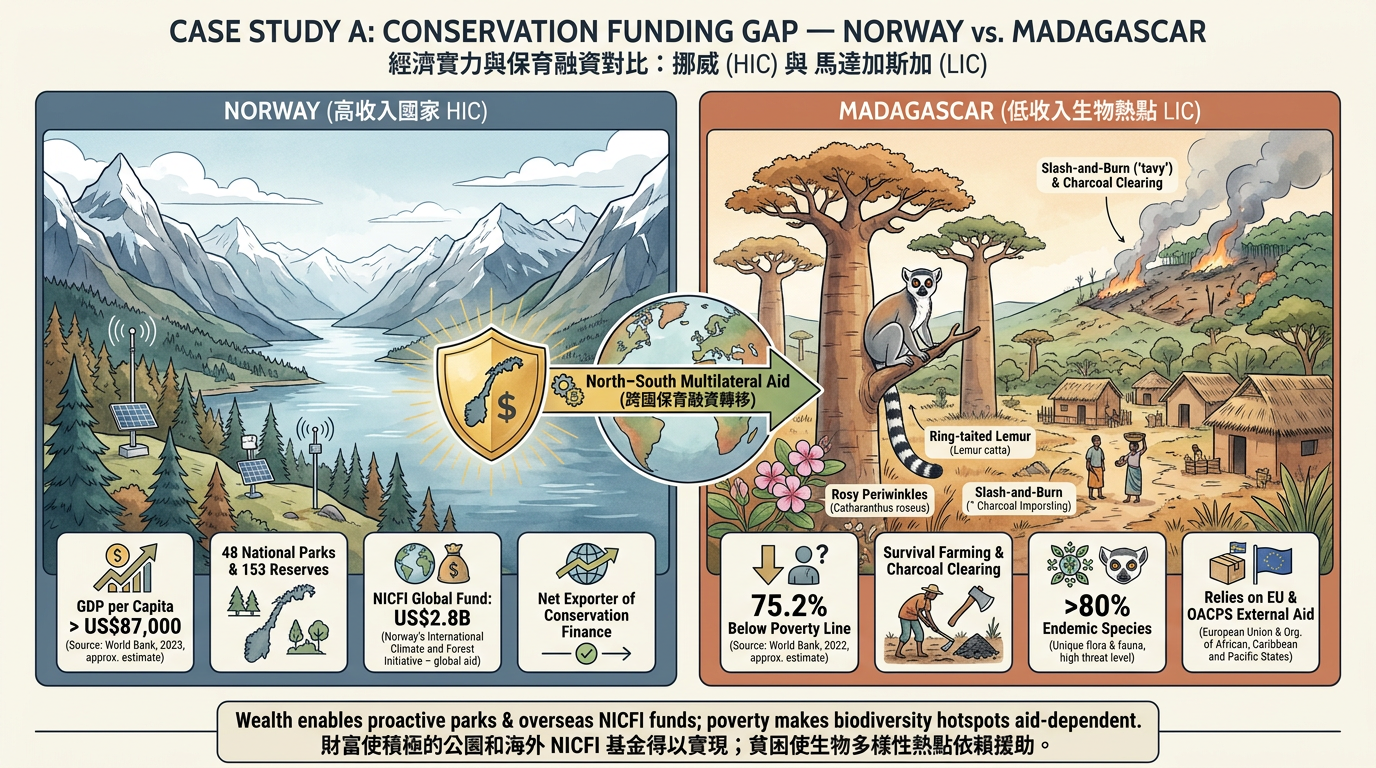 CASE STUDY A: CONSERVATION FUNDING GAP — NORWAY vs. MADAGASCAR
經濟實力與保育融資對比：挪威 (HIC) 與 馬達加斯加 (LIC)
NORWAY (高收入國家 HIC)
North–South Multilateral Aid
(跨國保育融資轉移)
$
GDP per Capita
> US$87,000
(Source: World Bank, 2023,
approx. estimate)
48 National Parks
& 153 Reserves
NICFI Global Fund:
US$2.8B
(Norway's International
Climate and Forest
Initiative – global aid)
Net Exporter of
Conservation
Finance
MADAGASCAR (低收入生物熱點 LIC)
Slash-and-Burn ('tavy')
& Charcoal Clearing
Ring-taited Lemur
(Lemur catta)
Rosy Periwinkles
(Catharanthus roseus)
Slash-and-Burn
(" Charcoal Imporsling)
?
75.2%
Below Poverty Line
(Source: World Bank, 2022,
approx. estimate)
Survival Farming &
Charcoal Clearing
>80%
Endemic Species
(Unique flora & fauna,
high threat level)
Relies on EU &
OACPS External Aid
(European Union & Org.
of African, Caribbean
and Pacific States)
Wealth enables proactive parks & overseas NICFI funds; poverty makes biodiversity hotspots aid-dependent.
財富使積極的公園和海外 NICFI 基金得以實現；貧困使生物多樣性熱點依賴援助。